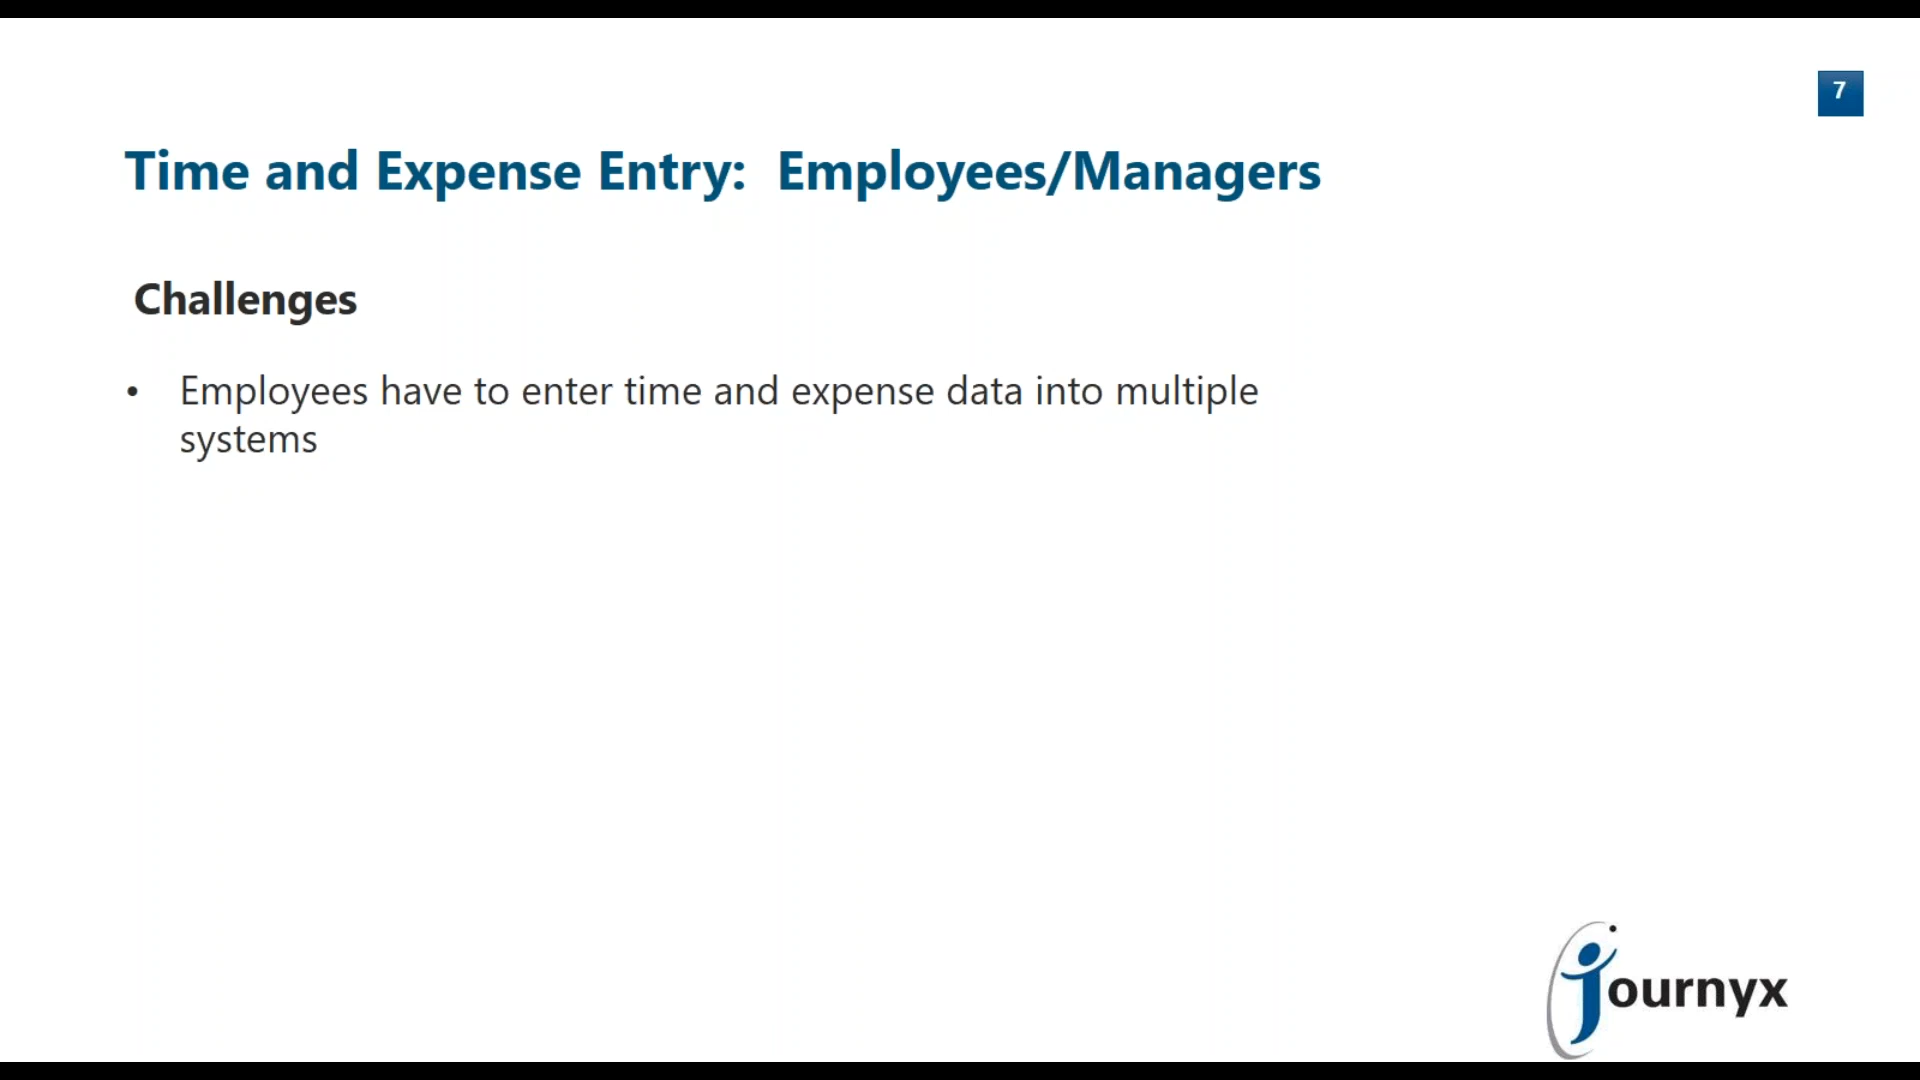 7
Time and Expense Entry:  Employees/Managers
Challenges
• Employees have to enter time and expense data into multiple
systems
journyx